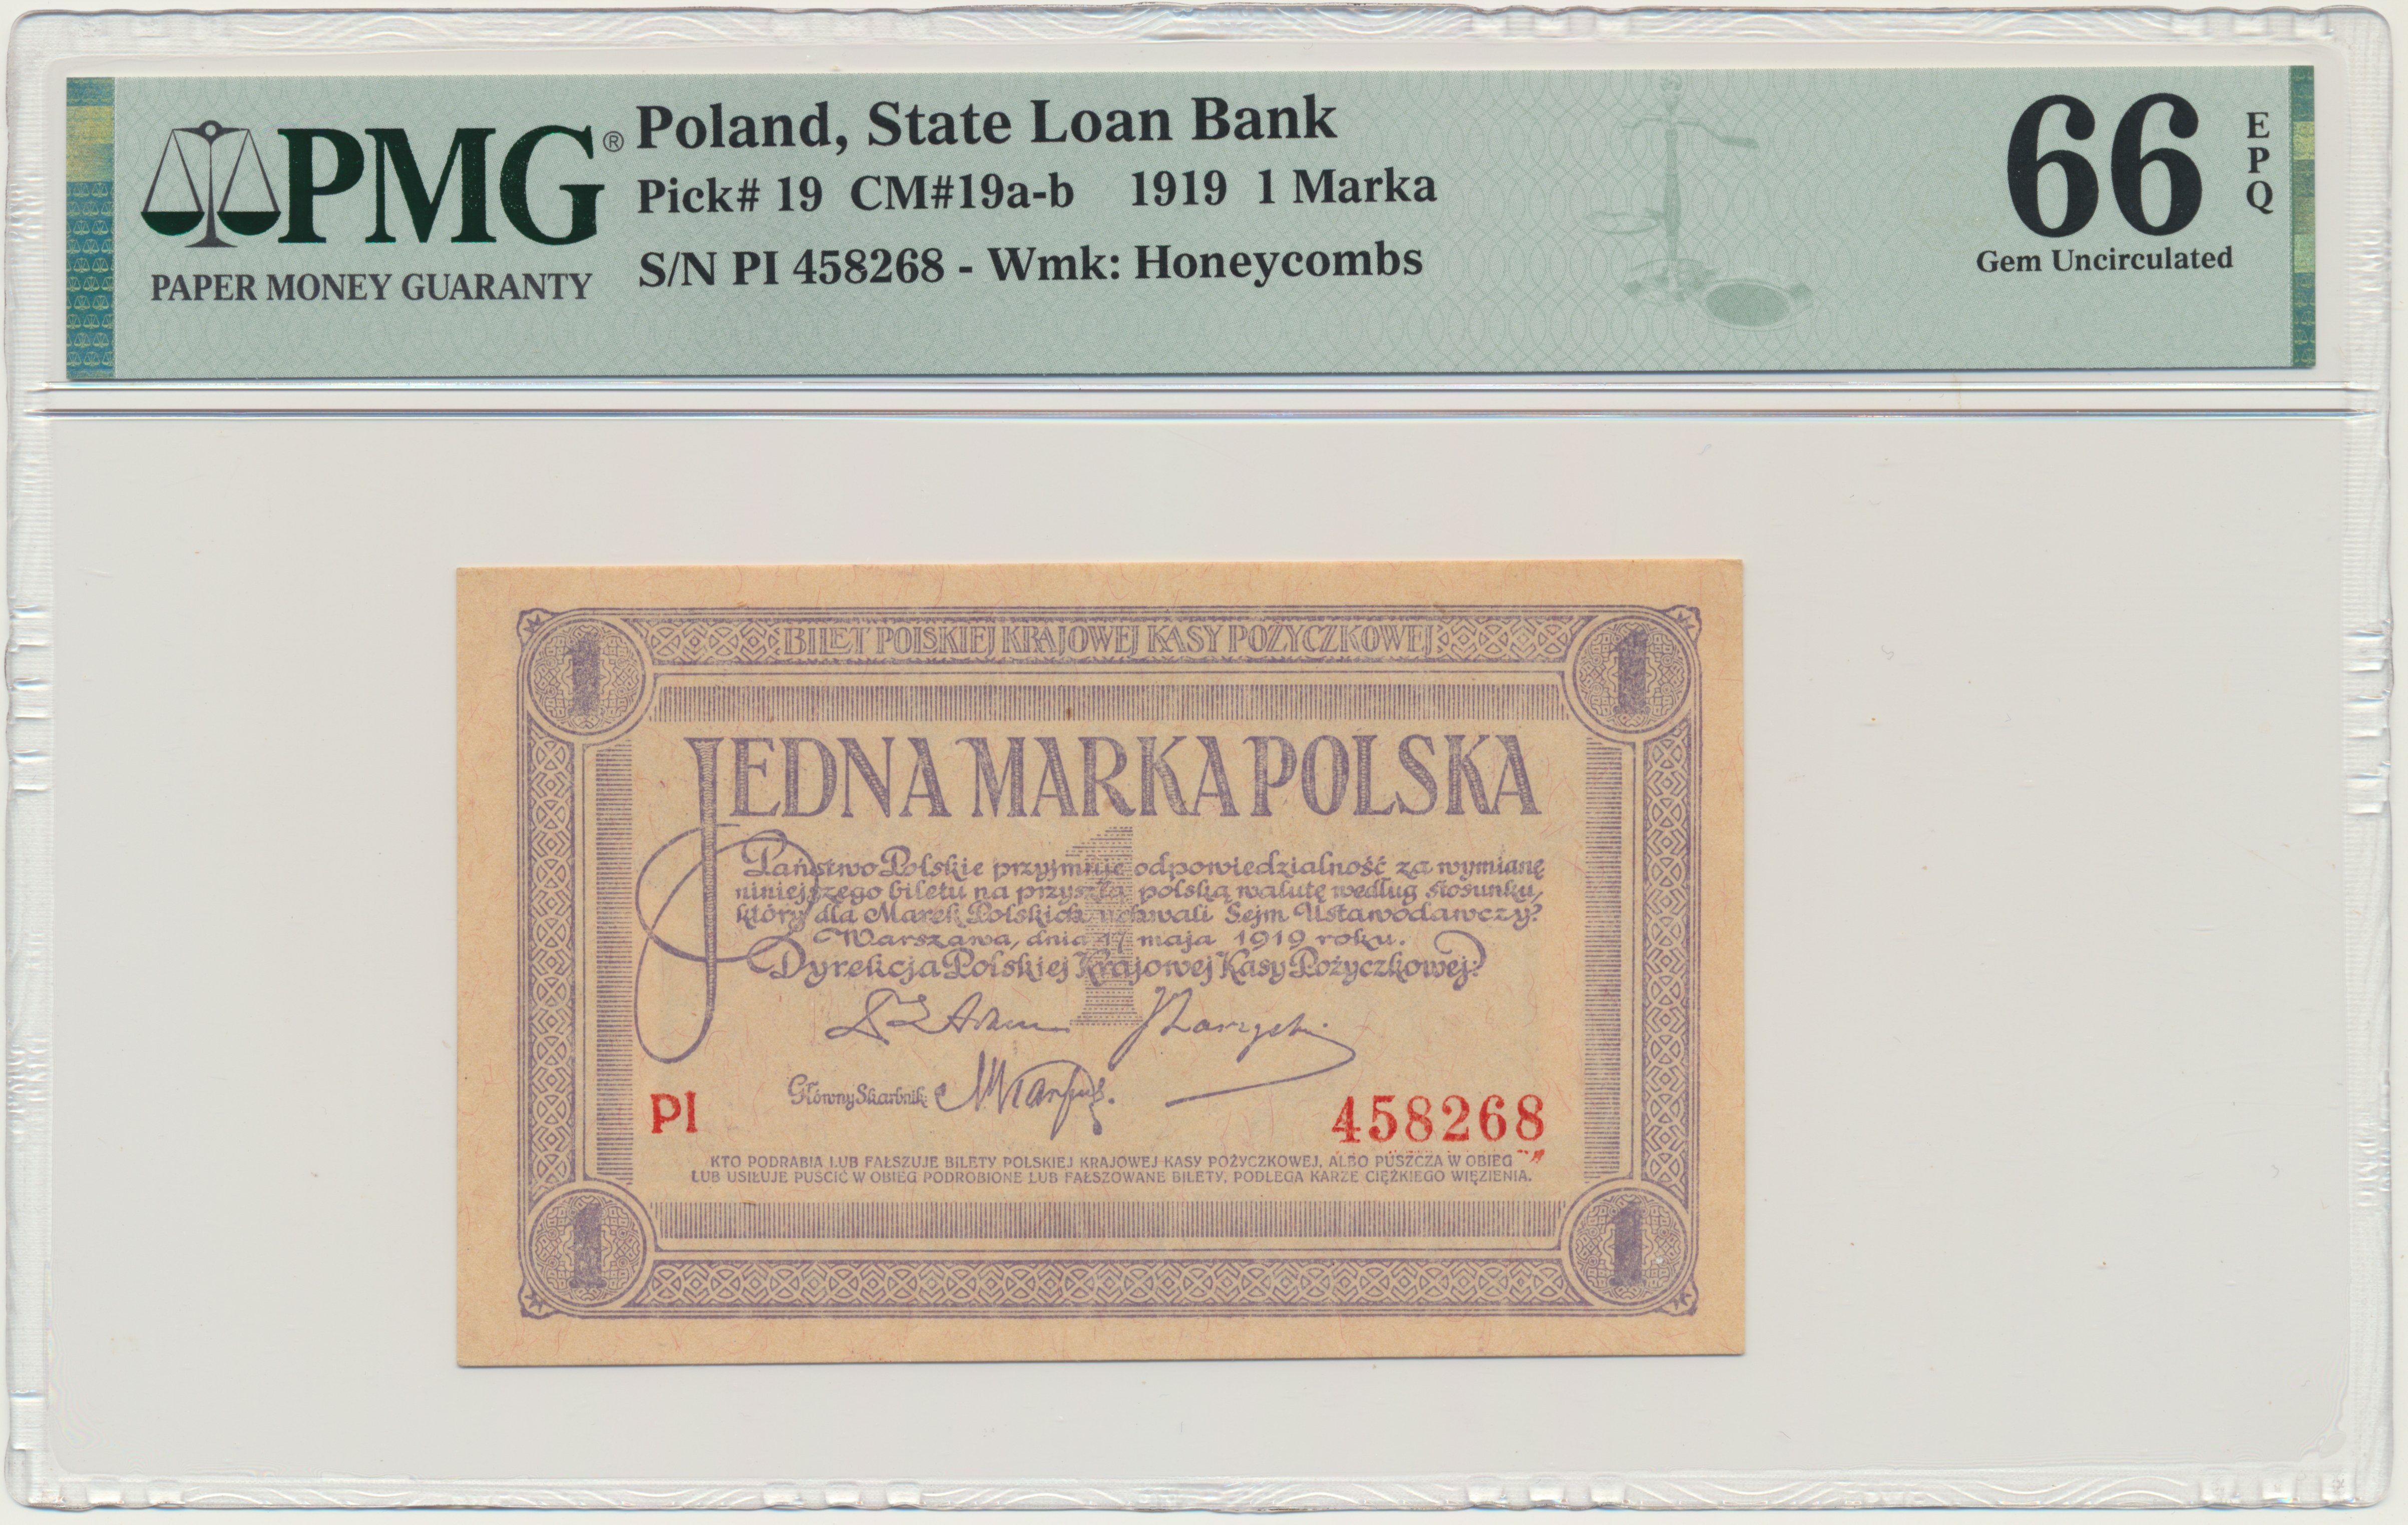 PMG®
PAPER MONEY GUARANTY
Poland, State Loan Bank
Pick# 19 CM#19a-b 1919 1 Marka
S/N PI 458268 - Wmk: Honeycombs
66
EPQ
Gem Uncirculated
1 BILET POLSKIEJ KRAJOWEJ KASY POŻYCZKOWEJ 1
JEDNA MARKA POLSKA
1
Państwo Polskie przyjmuje odpowiedzialność za wymianę
niniejszego biletu na przyszłą polską walutę według stosunku,
który dla Marek Polskich uchwali Sejm Ustawodawczy.
Warszawa, dnia 17 maja 1919 roku.
Dyrekcja Polskiej Krajowej Kasy Pożyczkowej:
Główny Skarbnik:
PI 458268
KTO PODRABIA LUB FAŁSZUJE BILETY POLSKIEJ KRAJOWEJ KASY POŻYCZKOWEJ, ALBO PUSZCZA W OBIEG
LUB USIŁUJE PUŚCIĆ W OBIEG PODROBIONE LUB FAŁSZOWANE BILETY, PODLEGA KARZE CIĘŻKIEGO WIĘZIENIA.
1 1